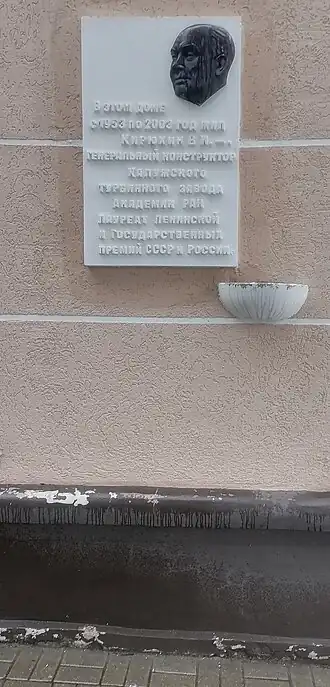 В ЭТОМ ДОМЕ
С 1953 ПО 2003 ГОД ЖИЛ
КИРЮХИН В.И. —
ГЕНЕРАЛЬНЫЙ КОНСТРУКТОР
КАЛУЖСКОГО
ТУРБИННОГО ЗАВОДА
АКАДЕМИК РАН
ЛАУРЕАТ ЛЕНИНСКОЙ
И ГОСУДАРСТВЕННЫХ
ПРЕМИЙ СССР И РОССИИ.